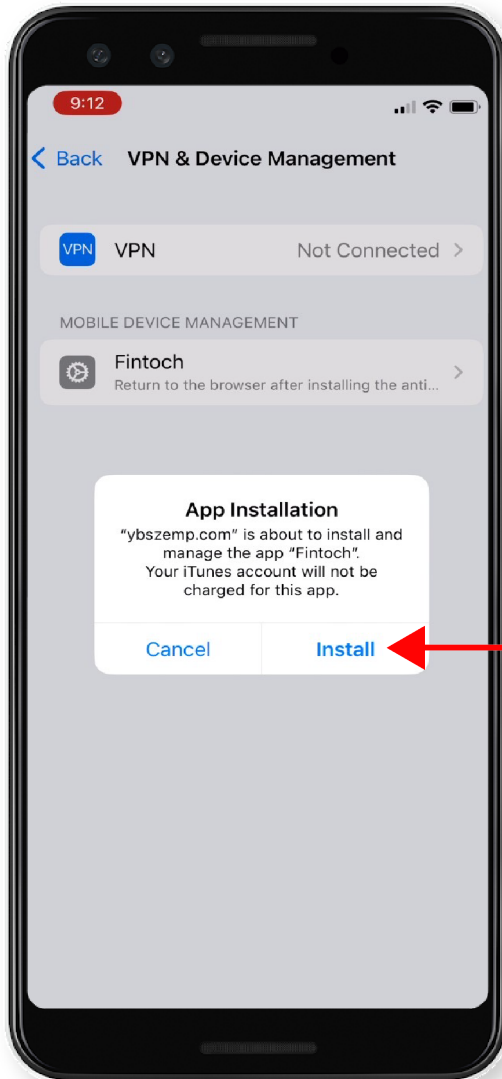 9:12
Back VPN & Device Management
VPN VPN Not Connected
MOBILE DEVICE MANAGEMENT
Fintoch
Return to the browser after installing the anti...
App Installation
"ybszemp.com" is about to install and
manage the app "Fintoch".
Your iTunes account will not be
charged for this app.
Cancel Install